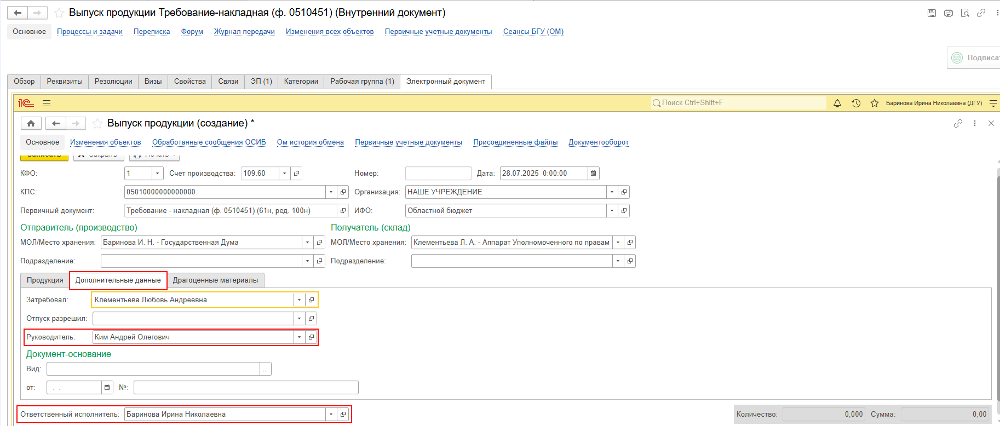 Выпуск продукции Требование-накладная (ф. 0510451) (Внутренний документ)
Основное Процессы и задачи Переписка Форум Журнал передачи Изменения всех объектов Первичные учетные документы Сеансы БГУ (ОМ)
Подписат
Обзор Реквизиты Резолюции Визы Свойства Связи ЭП (1) Категории Рабочая группа (1) Электронный документ
1С Поиск Ctrl+Shift+F Баринова Ирина Николаевна (ДГУ)
Выпуск продукции (создание) *
Основное Изменения объектов Обработанные сообщения ОСИБ Ом история обмена Первичные учетные документы Присоединенные файлы Документооборот
Записать Закрыть Печать
КФО: 1 Счет производства: 109.60 Номер: Дата: 28.07.2025 0:00:00
КПС: 05010000000000000 Организация: НАШЕ УЧРЕЖДЕНИЕ
Первичный документ: Требование - накладная (ф. 0510451) (61н, ред. 100н) ИФО: Областной бюджет
Отправитель (производство) Получатель (склад)
МОЛ/Место хранения: Баринова И. Н. - Государственная Дума МОЛ/Место хранения: Клементьева Л. А. - Аппарат Уполномоченного по правам
Подразделение: Подразделение:
Продукция Дополнительные данные Драгоценные материалы
Затребовал: Клементьева Любовь Андреевна
Отпуск разрешил:
Руководитель: Ким Андрей Олегович
Документ-основание
Вид: ...
от: . . №:
Ответственный исполнитель: Баринова Ирина Николаевна Количество: 0,000 Сумма: 0,00